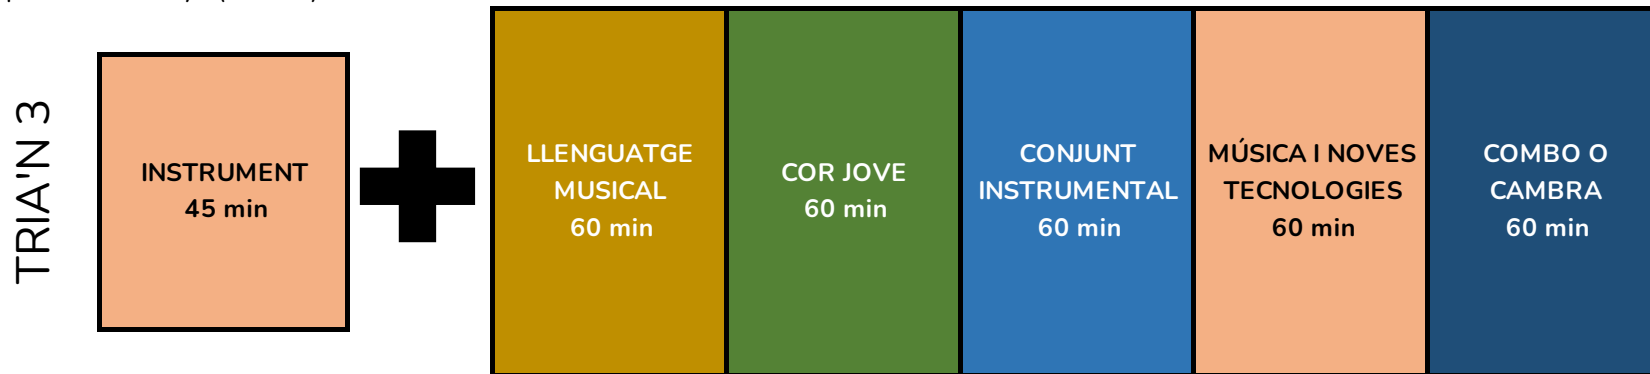 TRIA'N 3
INSTRUMENT
45 min
LLENGUATGE
MUSICAL
60 min
COR JOVE
60 min
CONJUNT
INSTRUMENTAL
60 min
MÚSICA I NOVES
TECNOLOGIES
60 min
COMBO O
CAMBRA
60 min